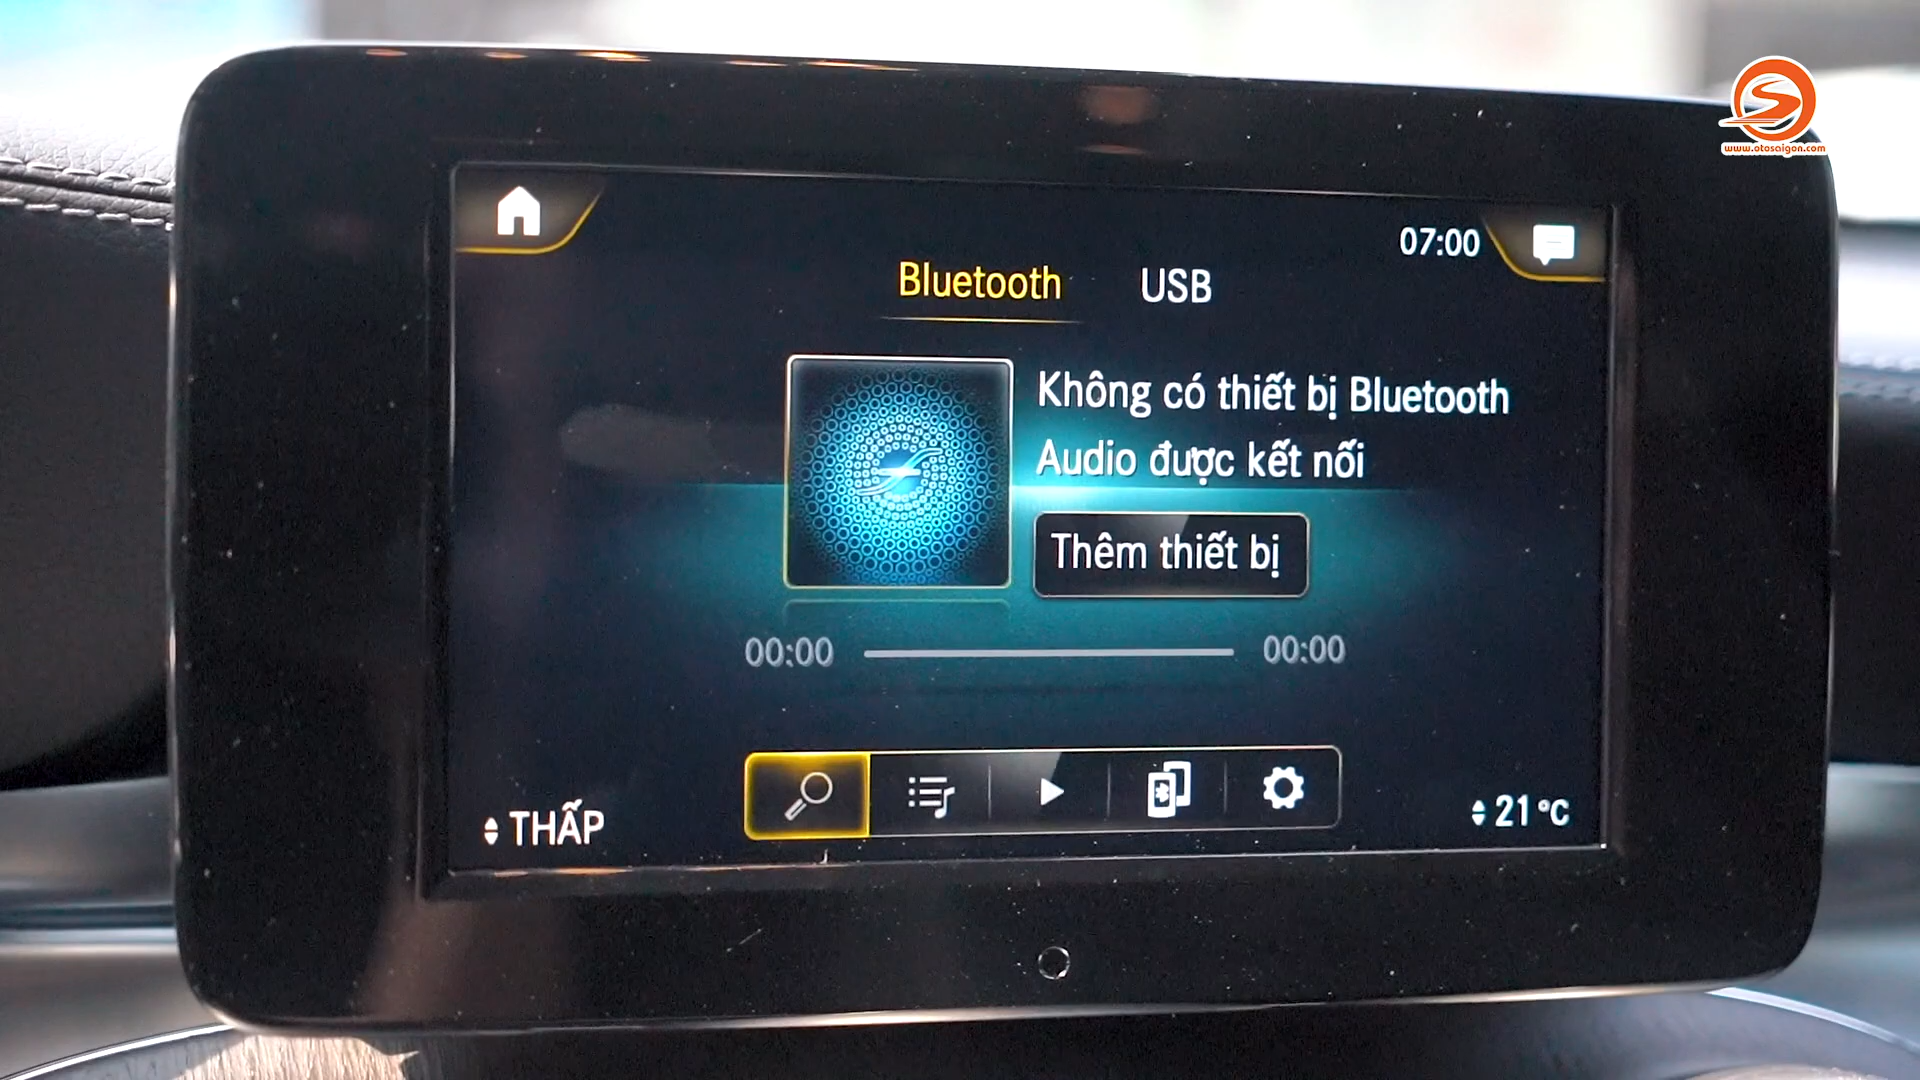 www.otosaigon.com
07:00
Bluetooth USB
Không có thiết bị Bluetooth
Audio được kết nối
Thêm thiết bị
00:00 00:00
THẤP
21 °C